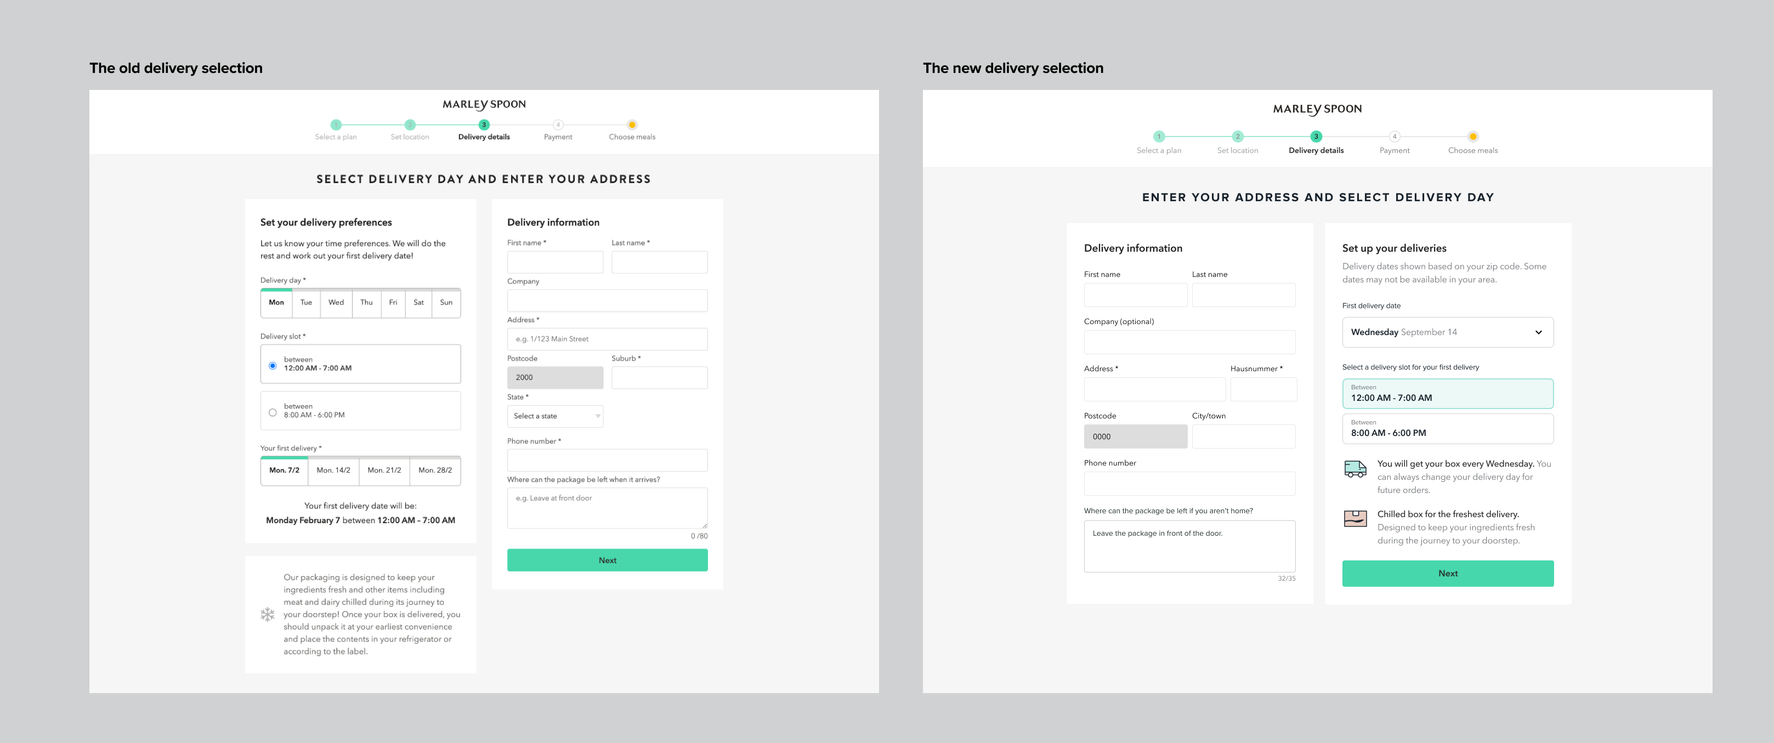 The old delivery selection
MARLEY SPOON
1
2
3
4
Select a plan
Set location
Delivery details
Payment
Choose meals
SELECT DELIVERY DAY AND ENTER YOUR ADDRESS
Set your delivery preferences
Let us know your time preferences. We will do the
rest and work out your first delivery date!
Delivery day *
Mon
Tue
Wed
Thu
Fri
Sat
Sun
Delivery slot *
between
12:00 AM - 7:00 AM
between
8:00 AM - 6:00 PM
Your first delivery *
Mon. 7/2
Mon. 14/2
Mon. 21/2
Mon. 28/2
Your first delivery date will be:
Monday February 7 between 12:00 AM – 7:00 AM
Our packaging is designed to keep your
ingredients fresh and other items including
meat and dairy chilled during its journey to
your doorstep! Once your box is delivered, you
should unpack it at your earliest convenience
and place the contents in your refrigerator or
according to the label.
Delivery information
First name *
Last name *
Company
Address *
e.g. 1/123 Main Street
Postcode
Suburb *
2000
State *
Select a state
Phone number *
Where can the package be left when it arrives?
e.g. Leave at front door
0 /80
Next
The new delivery selection
MARLEY SPOON
1
2
3
4
Select a plan
Set location
Delivery details
Payment
Choose meals
ENTER YOUR ADDRESS AND SELECT DELIVERY DAY
Delivery information
First name
Last name
Company (optional)
Address *
Hausnummer *
Postcode
City/town
0000
Phone number
Where can the package be left if you aren't home?
Leave the package in front of the door.
32/35
Set up your deliveries
Delivery dates shown based on your zip code. Some
dates may not be available in your area.
First delivery date
Wednesday September 14
Select a delivery slot for your first delivery
Between
12:00 AM - 7:00 AM
Between
8:00 AM - 6:00 PM
You will get your box every Wednesday. You
can always change your delivery day for
future orders.
Chilled box for the freshest delivery.
Designed to keep your ingredients fresh
during the journey to your doorstep.
Next